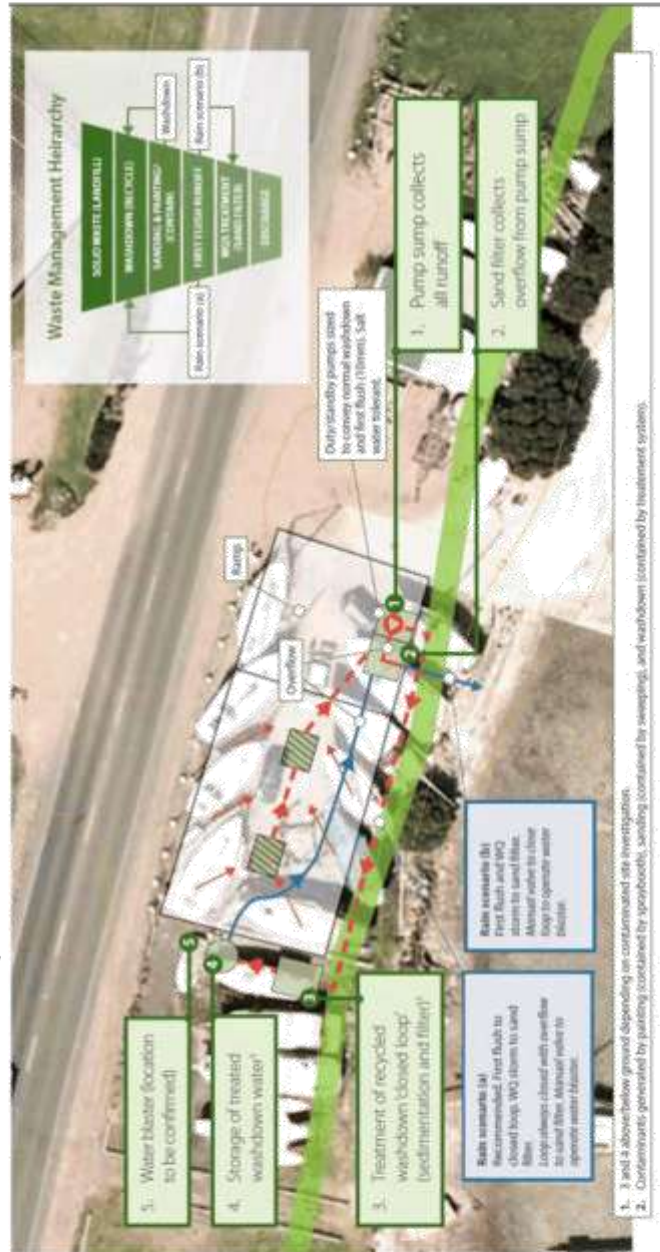 Waste Management Heirarchy
SOLID WASTE (LANDFILL)
WASHDOWN (RECYCLE)
SANDING & PAINTING
(CONTAIN)
FIRST FLUSH RUNOFF
WQ TREATMENT
(SAND FILTER)
DISCHARGE
Rain scenario (a)
Washdown
Rain scenario (b)
Ramp
Overflow
Duty/standby pumps sized
to convey normal washdown
and first flush (10mm). Salt
water tolerant.
1. Pump sump collects
all runoff
2. Sand filter collects
overflow from pump sump
5. Water blaster (location
to be confirmed)
4. Storage of treated
washdown water¹
3. Treatment of recycled
washdown 'closed loop'
(sedimentation and filter)¹
Rain scenario (a)
Recommended. First flush to
closed loop. WQ storm to sand
filter.
Loop always closed with overflow
to sand filter. Manual valve to
operate water blaster.
Rain scenario (b)
First flush and WQ
storm to sand filter.
Manual valve to close
loop to operate water
blaster.
5
4
3
1
2
1. 3 and 4 above/below ground depending on contaminated site investigation.
2. Contaminants generated by painting (contained by spraybooth), sanding (contained by sweeping), and washdown (contained by treatement system).